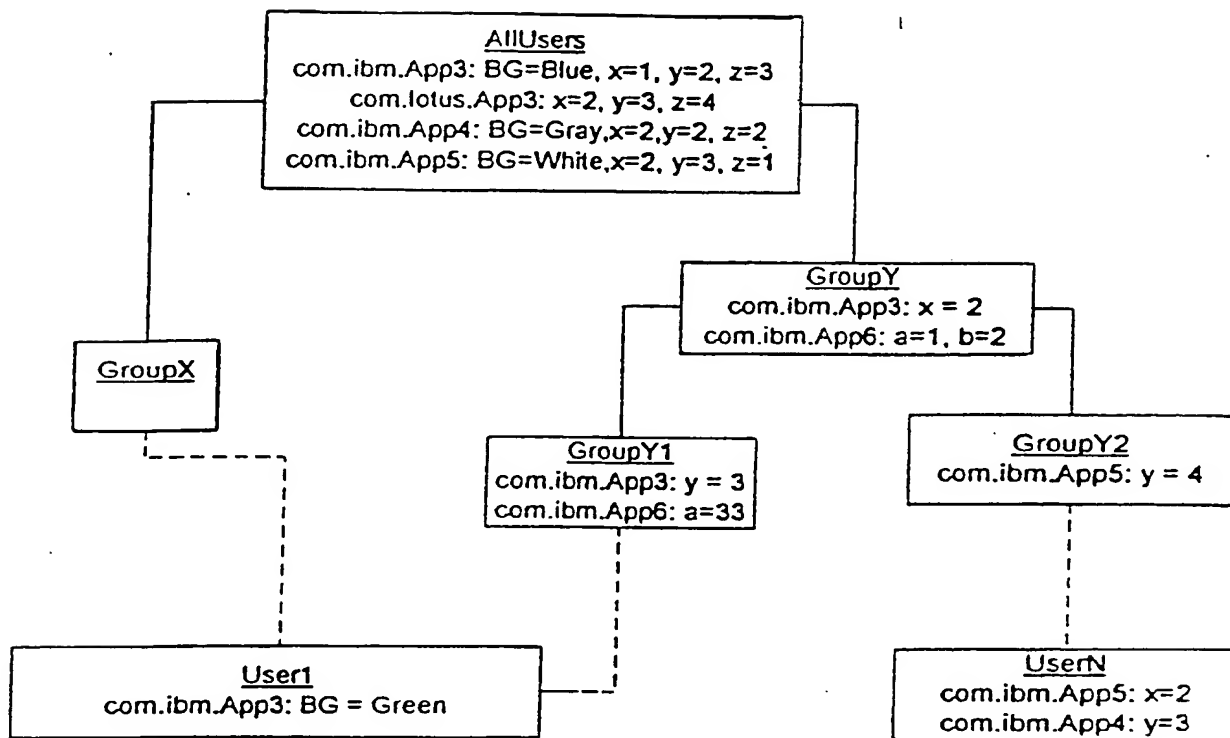 AllUsers
com.ibm.App3: BG=Blue, x=1, y=2, z=3
com.lotus.App3: x=2, y=3, z=4
com.ibm.App4: BG=Gray,x=2,y=2, z=2
com.ibm.App5: BG=White,x=2, y=3, z=1
GroupY
com.ibm.App3: x = 2
com.ibm.App6: a=1, b=2
GroupX
GroupY1
com.ibm.App3: y = 3
com.ibm.App6: a=33
GroupY2
com.ibm.App5: y = 4
User1
com.ibm.App3: BG = Green
UserN
com.ibm.App5: x=2
com.ibm.App4: y=3